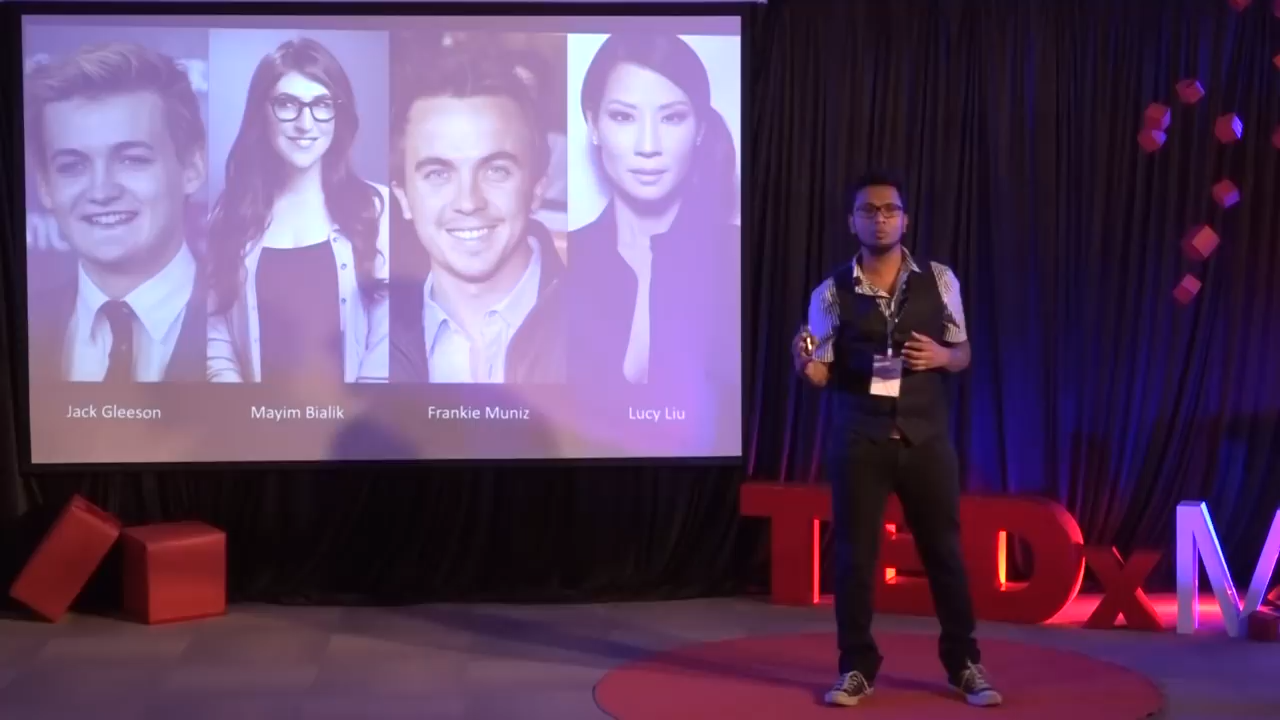 Jack Gleeson
Mayim Bialik
Frankie Muniz
Lucy Liu
TEDxM